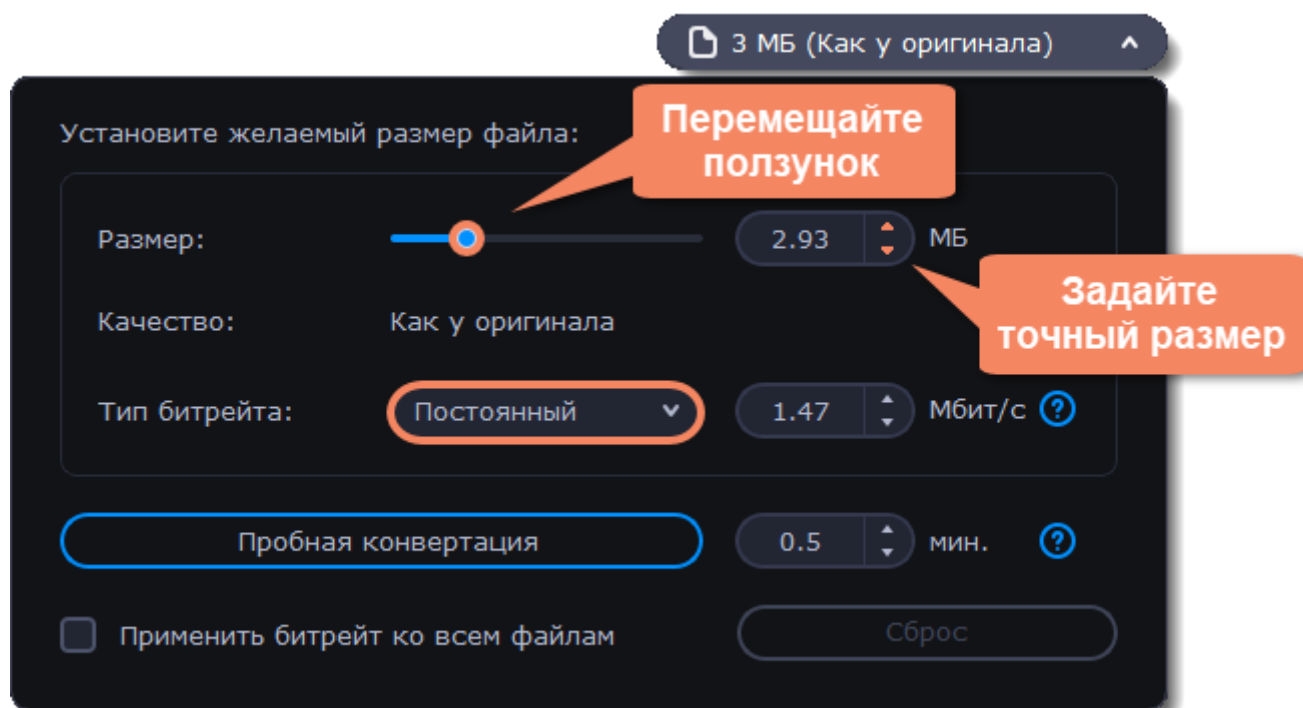 3 МБ (Как у оригинала)
Перемещайте
ползунок
Установите желаемый размер файла:
Размер:
2.93
МБ
Задайте
точный размер
Качество:
Как у оригинала
Тип битрейта:
Постоянный
1.47
Мбит/с
?
Пробная конвертация
0.5
мин.
?
Применить битрейт ко всем файлам
Сброс